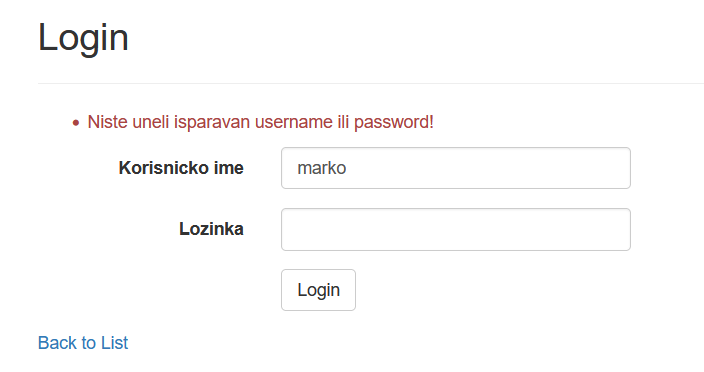 Login
Niste uneli isparavan username ili password!
Korisnicko ime marko
Lozinka
Login
Back to List